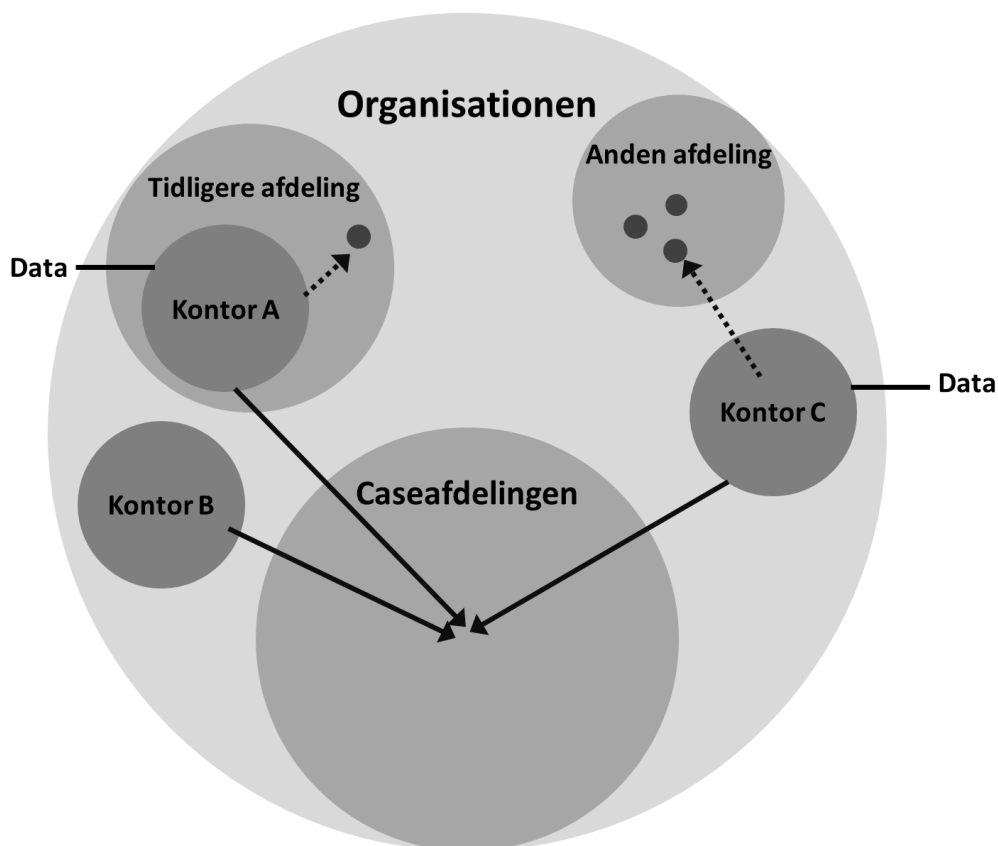 Organisationen
Anden afdeling
Tidligere afdeling
Data
Kontor A
Data
Kontor C
Caseafdelingen
Kontor B